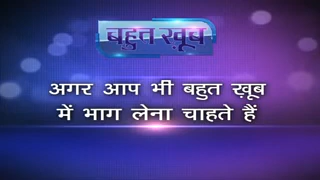 बहुत ख़ूब
अगर आप भी बहुत ख़ूब
में भाग लेना चाहते हैं